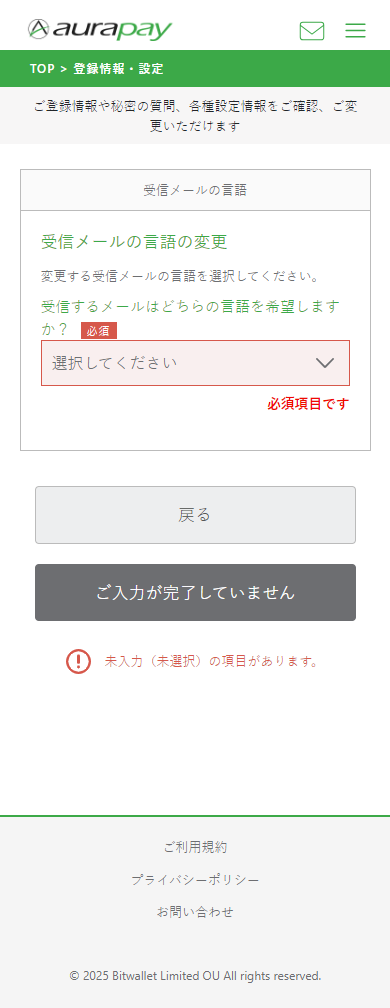 aurapay
TOP > 登録情報・設定
ご登録情報や秘密の質問、各種設定情報をご確認、ご変
更いただけます
受信メールの言語
受信メールの言語の変更
変更する受信メールの言語を選択してください。
受信するメールはどちらの言語を希望します
か？ 必須
選択してください
必須項目です
戻る
ご入力が完了していません
未入力（未選択）の項目があります。
ご利用規約
プライバシーポリシー
お問い合わせ
© 2025 Bitwallet Limited OU All rights reserved.